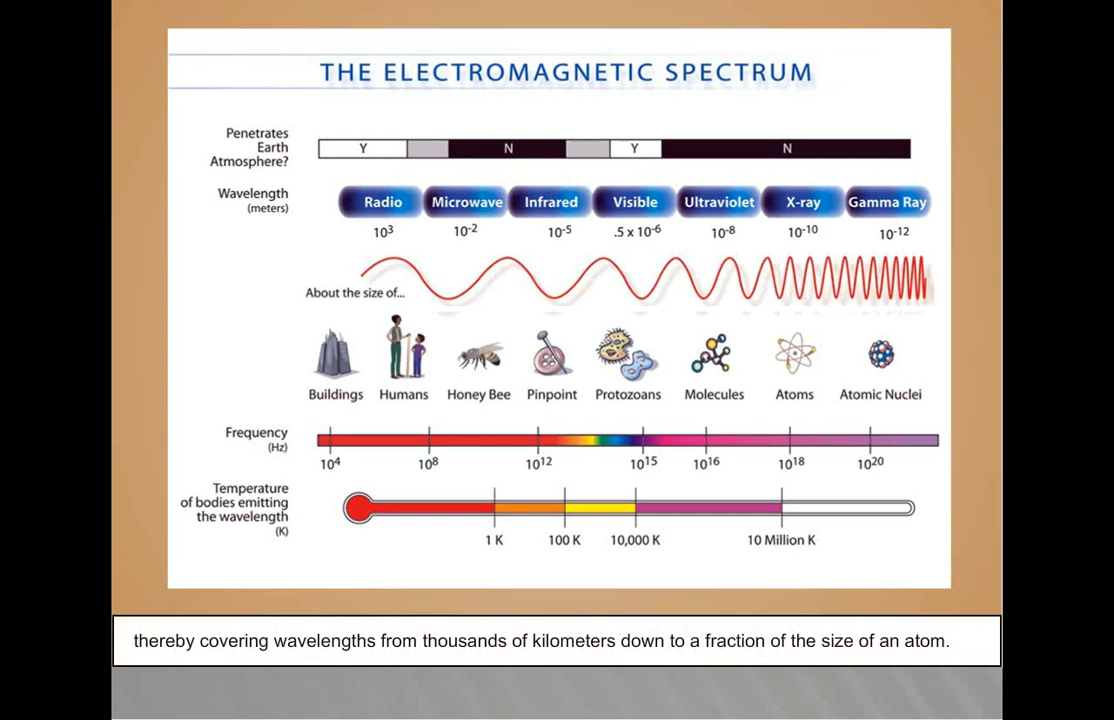 THE ELECTROMAGNETIC SPECTRUM
Penetrates
Earth
Atmosphere?
Y N Y N
Wavelength
(meters)
Radio Microwave Infrared Visible Ultraviolet X-ray Gamma Ray
10³ 10⁻² 10⁻⁵ .5 x 10⁻⁶ 10⁻⁸ 10⁻¹⁰ 10⁻¹²
About the size of...
Buildings Humans Honey Bee Pinpoint Protozoans Molecules Atoms Atomic Nuclei
Frequency
(Hz)
10⁴ 10⁸ 10¹² 10¹⁵ 10¹⁶ 10¹⁸ 10²⁰
Temperature
of bodies emitting
the wavelength
(K)
1 K 100 K 10,000 K 10 Million K
thereby covering wavelengths from thousands of kilometers down to a fraction of the size of an atom.